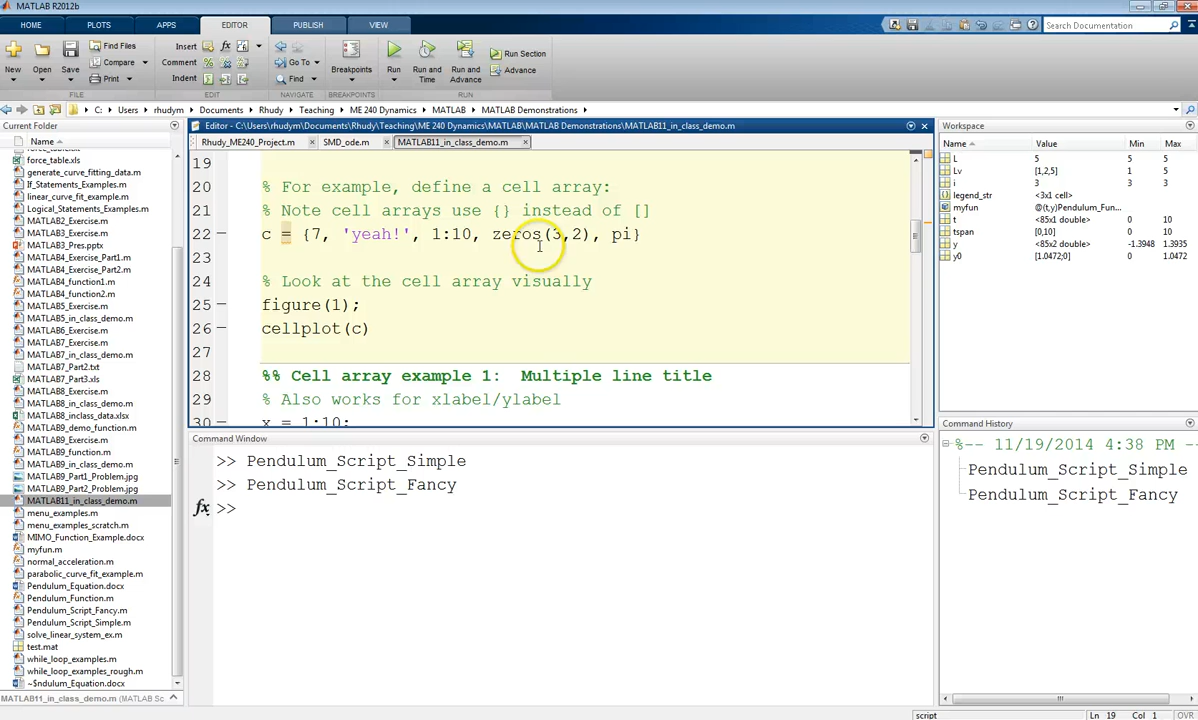 MATLAB R2012b
HOME PLOTS APPS EDITOR PUBLISH VIEW
Search Documentation
New Open Save Find Files Compare Print
Insert Comment Indent
Go To Find
Breakpoints Run Run and Time Run and Advance Run Section Advance
FILE EDIT NAVIGATE BREAKPOINTS RUN
C: Users rhudym Documents Rhudy Teaching ME 240 Dynamics MATLAB MATLAB Demonstrations
Current Folder
Name
force_table.xls
generate_curve_fitting_data.m
If_Statements_Examples.m
linear_curve_fit_example.m
Logical_Statements_Examples.m
MATLAB2_Exercise.m
MATLAB3_Exercise.m
MATLAB3_Pres.pptx
MATLAB4_Exercise_Part1.m
MATLAB4_Exercise_Part2.m
MATLAB4_function1.m
MATLAB4_function2.m
MATLAB5_Exercise.m
MATLAB5_in_class_demo.m
MATLAB6_Exercise.m
MATLAB7_Exercise.m
MATLAB7_in_class_demo.m
MATLAB7_Part2.txt
MATLAB7_Part3.xls
MATLAB8_Exercise.m
MATLAB8_in_class_demo.m
MATLAB8_inclass_data.xlsx
MATLAB9_demo_function.m
MATLAB9_Exercise.m
MATLAB9_function.m
MATLAB9_in_class_demo.m
MATLAB9_Part1_Problem.jpg
MATLAB9_Part2_Problem.jpg
MATLAB11_in_class_demo.m
menu_examples.m
menu_examples_scratch.m
MIMO_Function_Example.docx
myfun.m
normal_acceleration.m
parabolic_curve_fit_example.m
Pendulum_Equation.docx
Pendulum_Function.m
Pendulum_Script_Fancy.m
Pendulum_Script_Simple.m
solve_linear_system_ex.m
test.mat
while_loop_examples.m
while_loop_examples_rough.m
~$ndulum_Equation.docx
MATLAB11_in_class_demo.m (MATLAB Sc
Editor - C:\Users\rhudym\Documents\Rhudy\Teaching\ME 240 Dynamics\MATLAB\MATLAB Demonstrations\MATLAB11_in_class_demo.m
Rhudy_ME240_Project.m SMD_ode.m MATLAB11_in_class_demo.m
19
20 % For example, define a cell array:
21 % Note cell arrays use {} instead of []
22 c = {7, 'yeah!', 1:10, zeros(3,2), pi}
23
24 % Look at the cell array visually
25 figure(1);
26 cellplot(c)
27
28 %% Cell array example 1:  Multiple line title
29 % Also works for xlabel/ylabel
30 x = 1:10;
Command Window
>> Pendulum_Script_Simple
>> Pendulum_Script_Fancy
fx >>
Workspace
Name Value Min Max
L 5 5 5
Lv [1,2,5] 1 5
i 3 3 3
legend_str <3x1 cell>
myfun @(t,y)Pendulum_Fun...
t <85x1 double> 0 10
tspan [0,10] 0 10
y <85x2 double> -1.3948 1.3935
y0 [1.0472;0] 0 1.0472
Command History
%-- 11/19/2014 4:38 PM --
Pendulum_Script_Simple
Pendulum_Script_Fancy
script Ln 19 Col 1 OVR